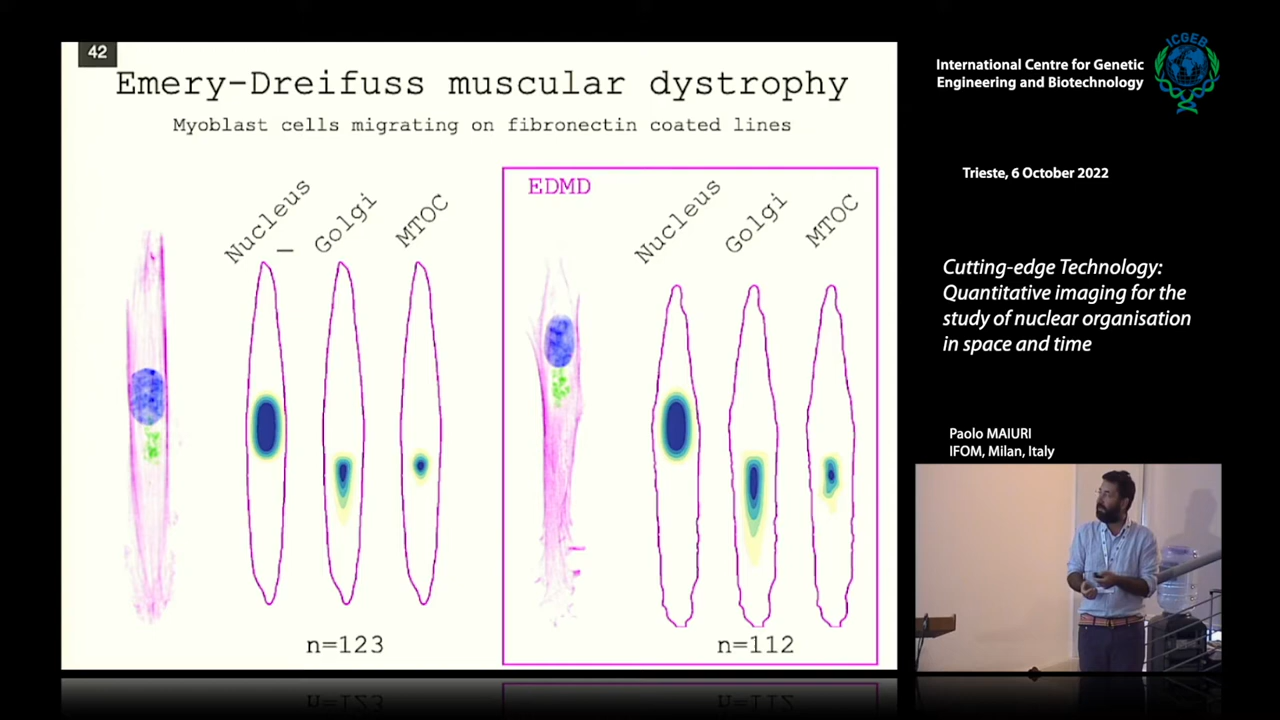 42
Emery-Dreifuss muscular dystrophy
Myoblast cells migrating on fibronectin coated lines
Nucleus
Golgi
MTOC
n=123
EDMD
Nucleus
Golgi
MTOC
n=112
International Centre for Genetic
Engineering and Biotechnology
ICGEB
Trieste, 6 October 2022
Cutting-edge Technology:
Quantitative imaging for the
study of nuclear organisation
in space and time
Paolo MAIURI
IFOM, Milan, Italy